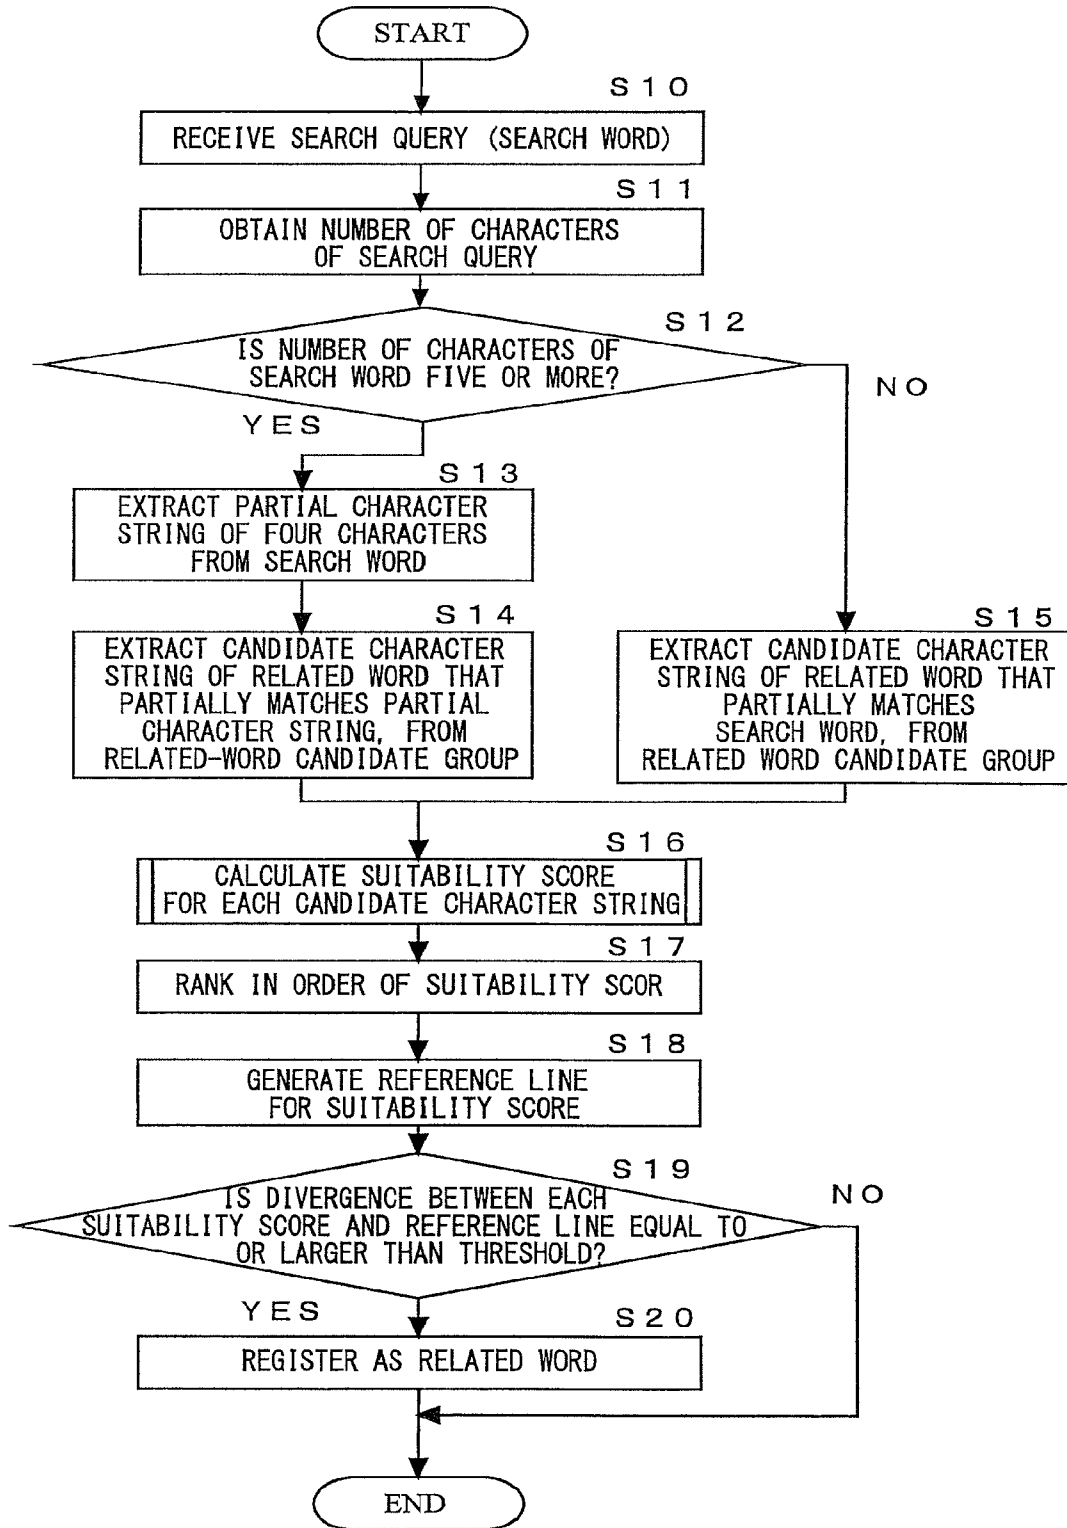 START
S10
RECEIVE SEARCH QUERY (SEARCH WORD)
S11
OBTAIN NUMBER OF CHARACTERS
OF SEARCH QUERY
S12
IS NUMBER OF CHARACTERS OF
SEARCH WORD FIVE OR MORE?
NO
YES
S13
EXTRACT PARTIAL CHARACTER
STRING OF FOUR CHARACTERS
FROM SEARCH WORD
S14
EXTRACT CANDIDATE CHARACTER
STRING OF RELATED WORD THAT
PARTIALLY MATCHES PARTIAL
CHARACTER STRING, FROM
RELATED-WORD CANDIDATE GROUP
S15
EXTRACT CANDIDATE CHARACTER
STRING OF RELATED WORD THAT
PARTIALLY MATCHES
SEARCH WORD, FROM
RELATED WORD CANDIDATE GROUP
S16
CALCULATE SUITABILITY SCORE
FOR EACH CANDIDATE CHARACTER STRING
S17
RANK IN ORDER OF SUITABILITY SCOR
S18
GENERATE REFERENCE LINE
FOR SUITABILITY SCORE
S19
IS DIVERGENCE BETWEEN EACH
SUITABILITY SCORE AND REFERENCE LINE EQUAL TO
OR LARGER THAN THRESHOLD?
NO
YES
S20
REGISTER AS RELATED WORD
END